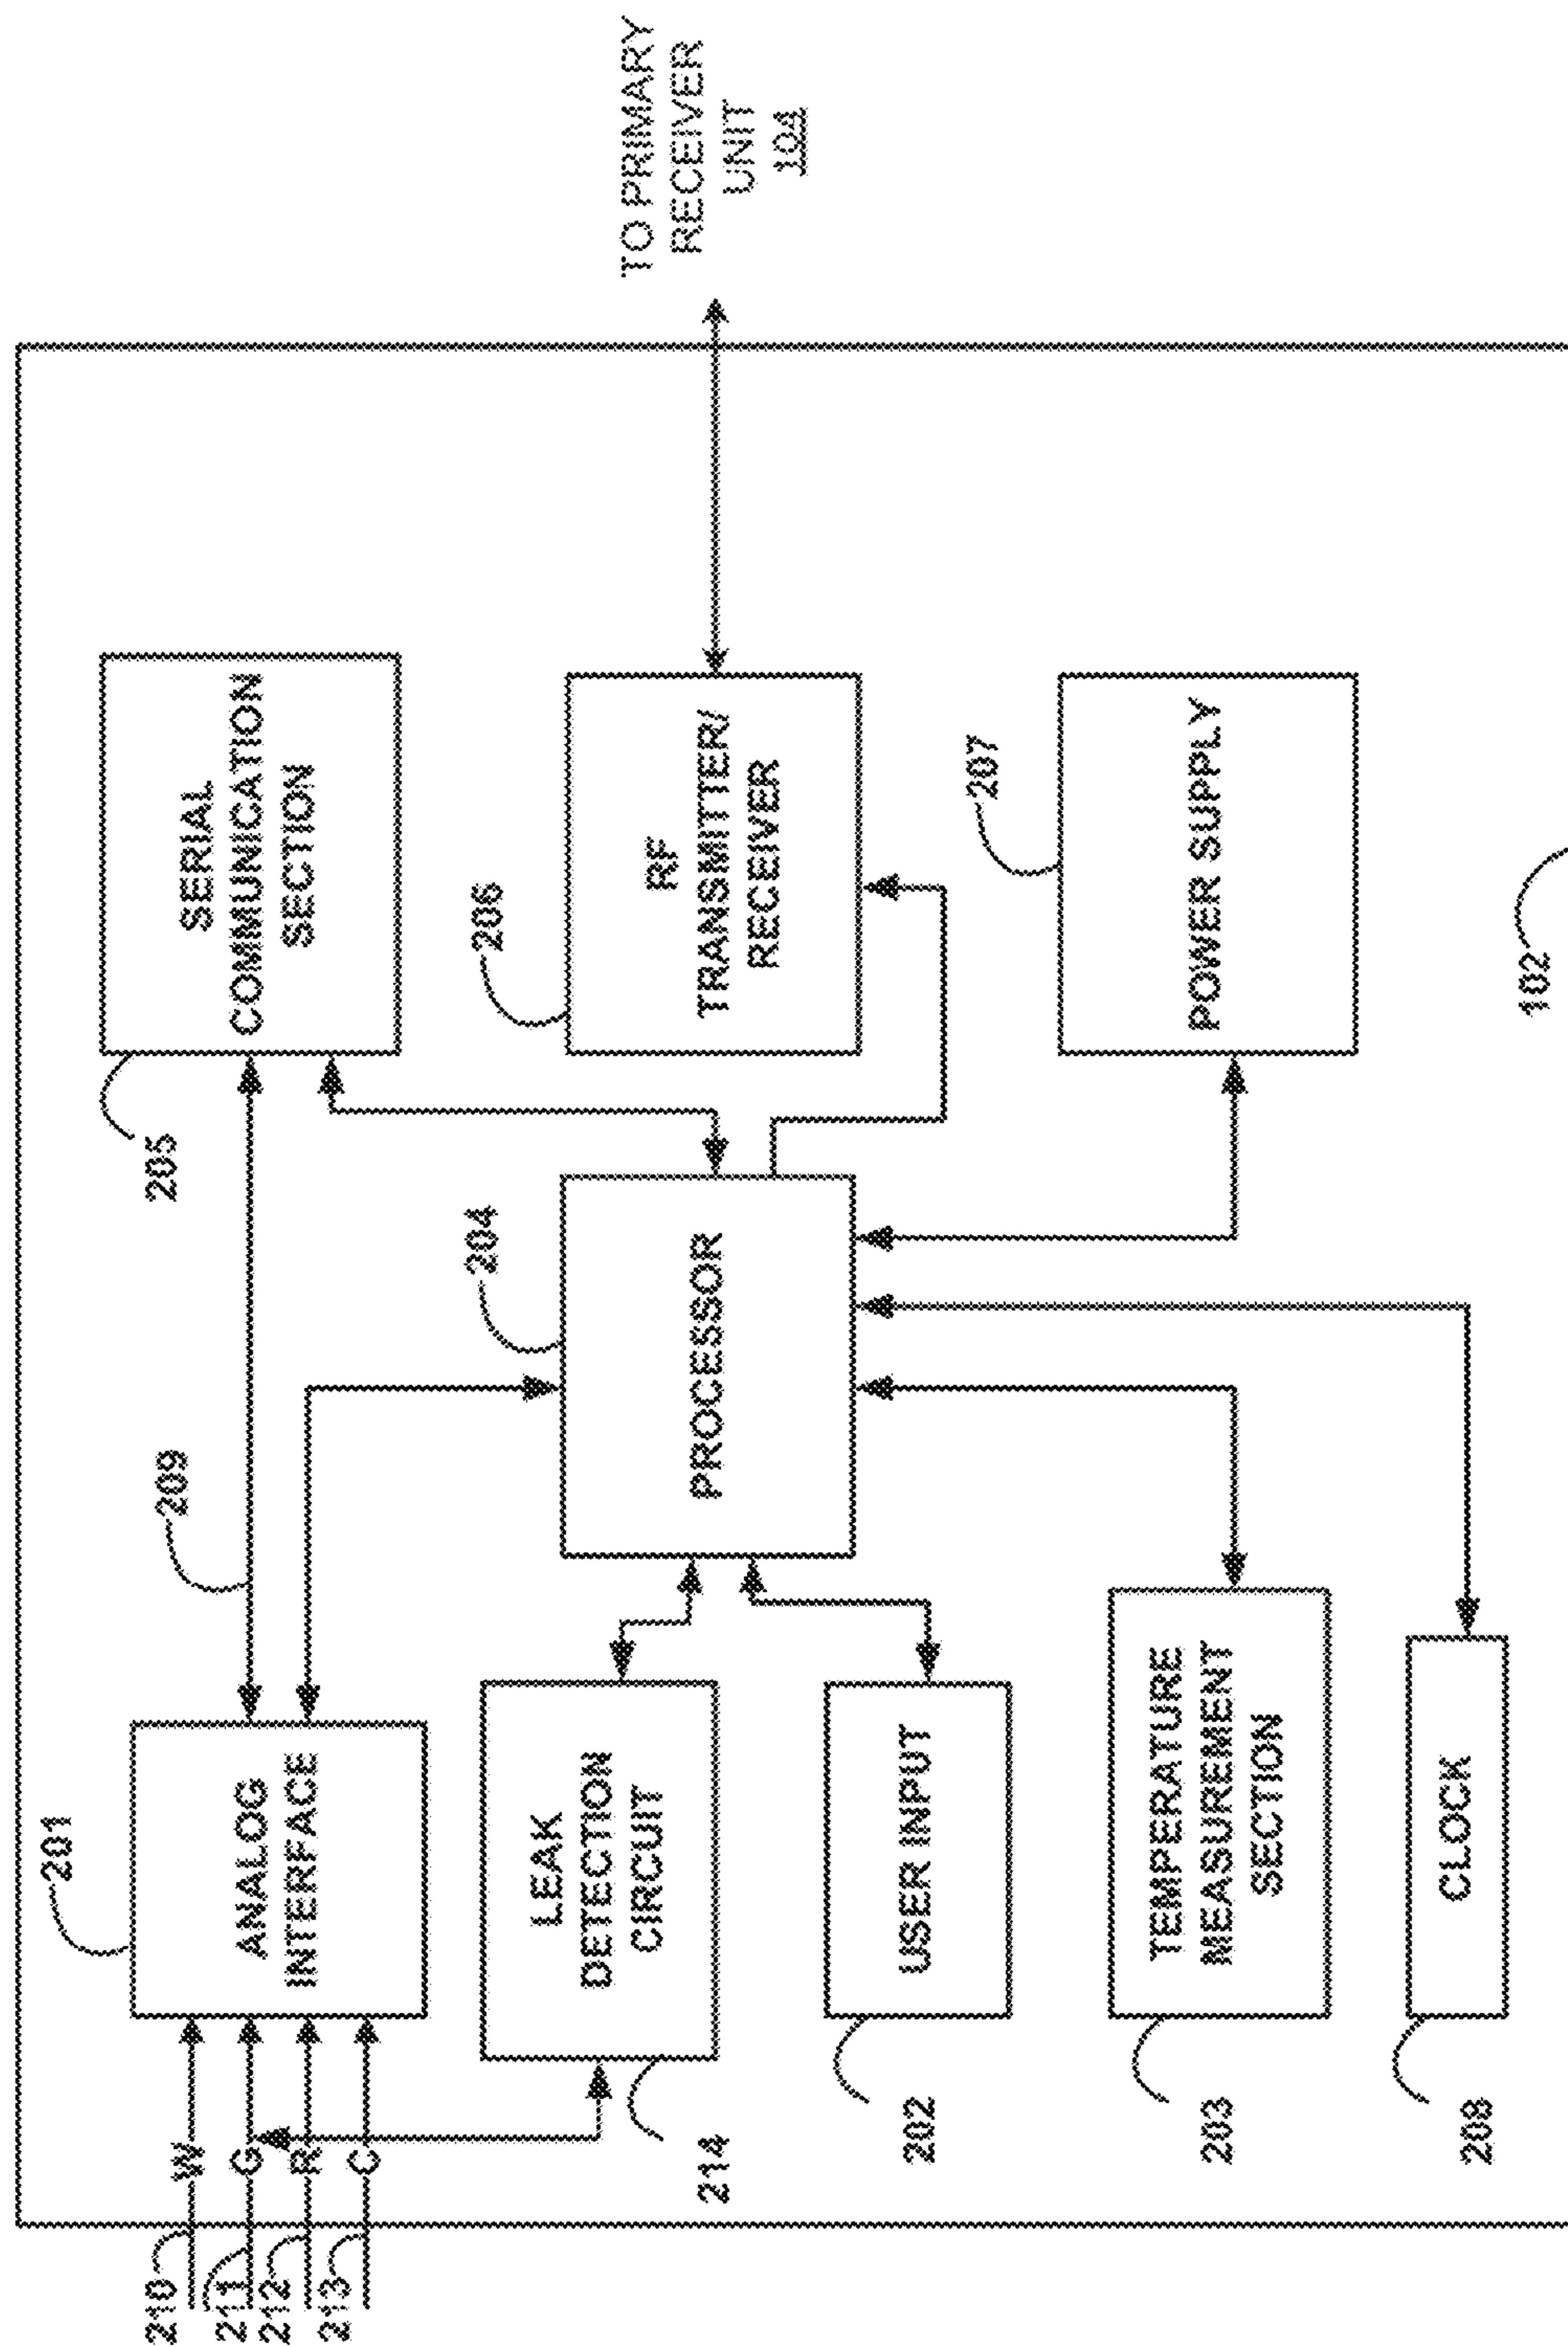 210
W
211
G
212
R
213
C
201
ANALOG
INTERFACE
209
205
SERIAL
COMMUNICATION
SECTION
214
LEAK
DETECTION
CIRCUIT
204
PROCESSOR
206
RF
TRANSMITTER/
RECEIVER
TO PRIMARY
RECEIVER
UNIT
104
202
USER INPUT
203
TEMPERATURE
MEASUREMENT
SECTION
207
POWER SUPPLY
208
CLOCK
102